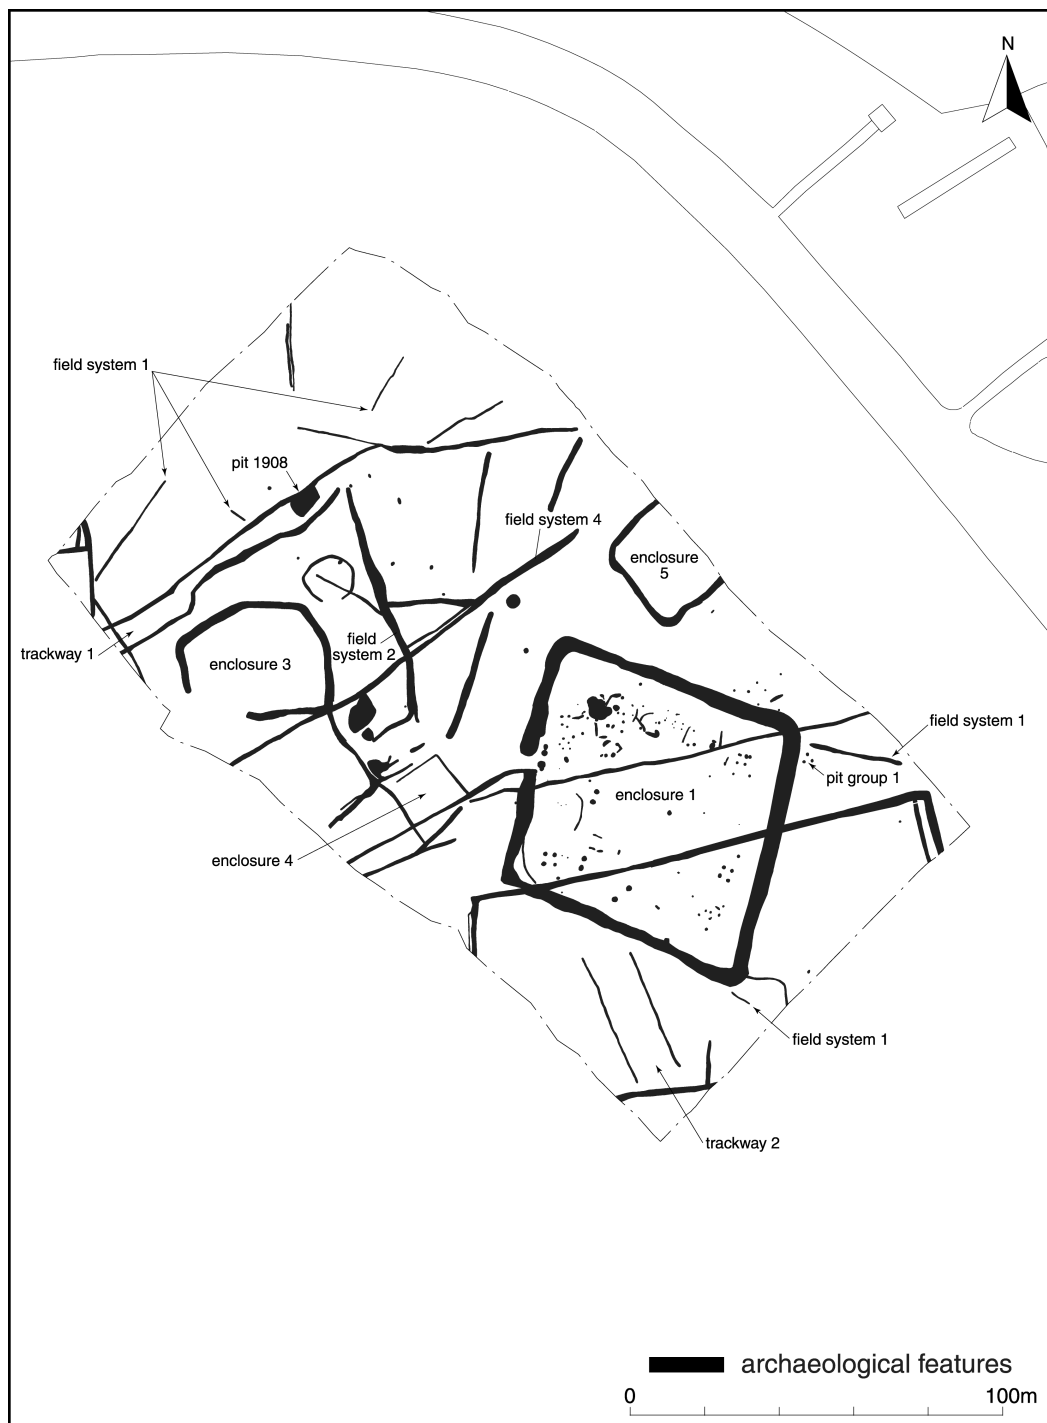 N
field system 1
pit 1908
field system 4
enclosure
5
trackway 1
enclosure 3
field
system 2
field system 1
pit group 1
enclosure 1
enclosure 4
field system 1
trackway 2
archaeological features
0 100m